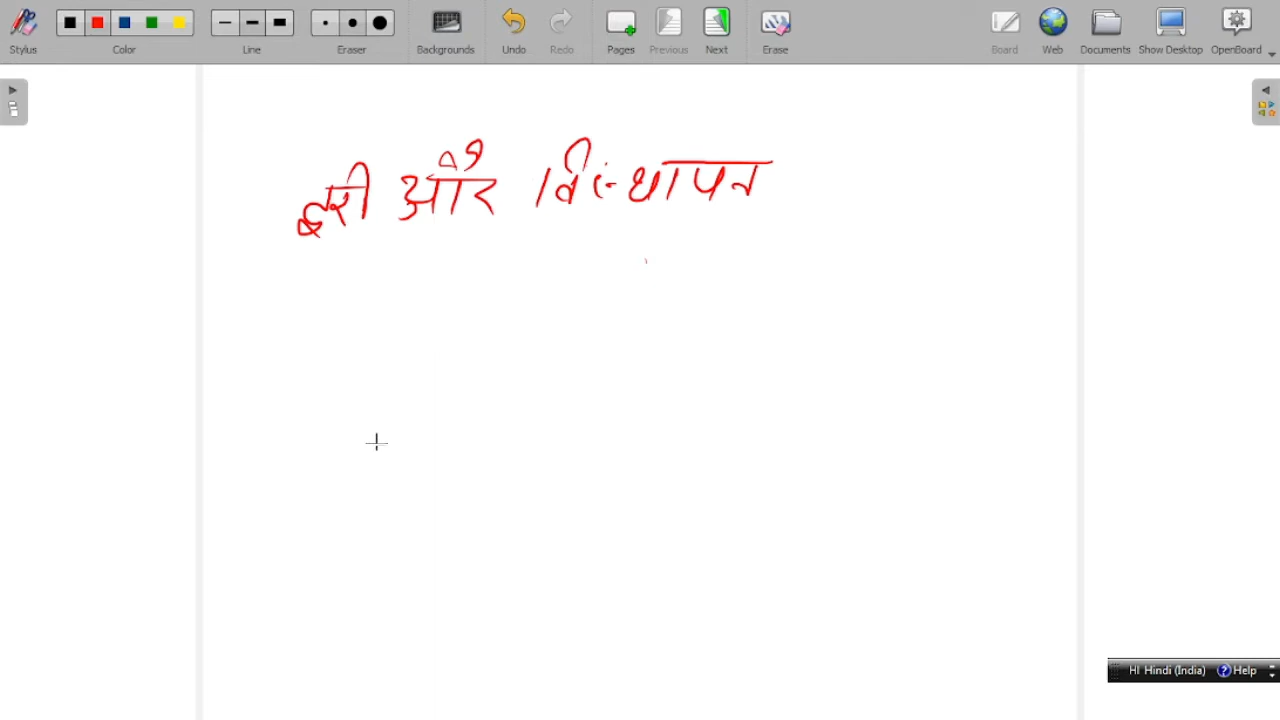 Stylus Color Line Eraser Backgrounds Undo Redo Pages Previous Next Erase Board Web Documents Show Desktop OpenBoard
दूरी और विस्थापन
HI Hindi (India) ? Help